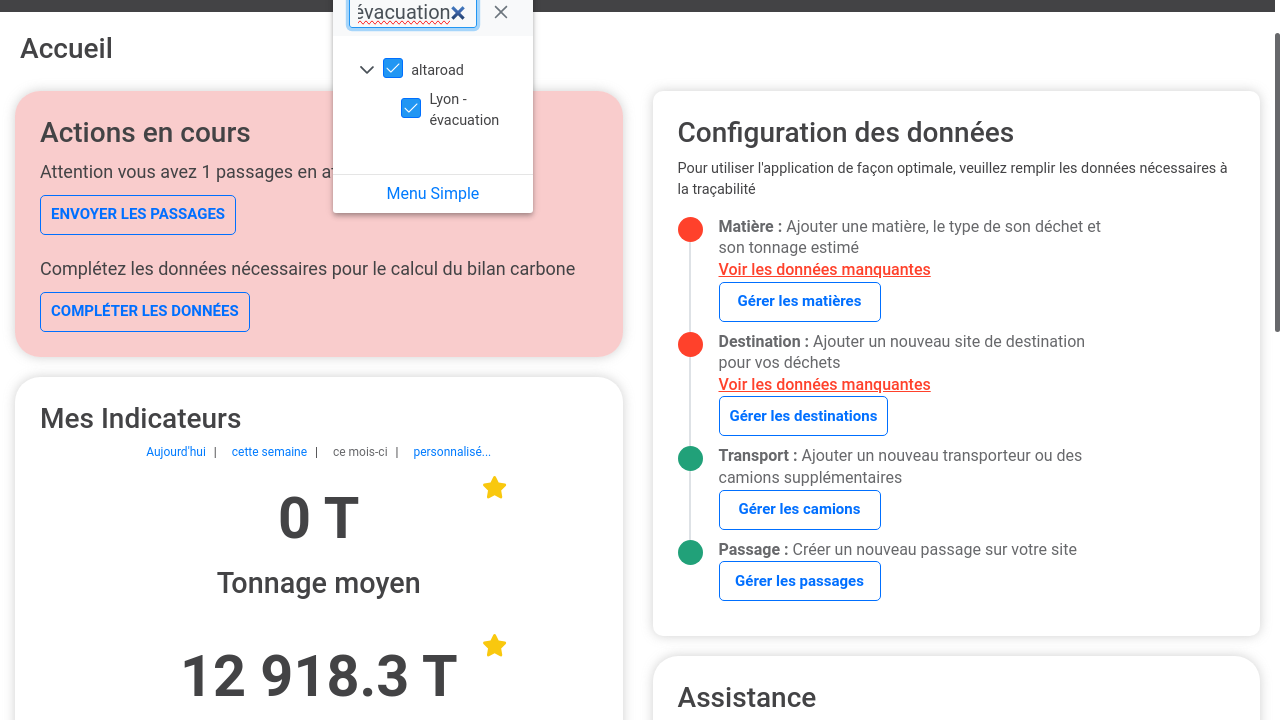 évacuation
Accueil
altaroad
Lyon -
évacuation
Menu Simple
Actions en cours
Attention vous avez 1 passages en
ENVOYER LES PASSAGES
Complétez les données nécessaires pour le calcul du bilan carbone
COMPLÉTER LES DONNÉES
Mes Indicateurs
Aujourd'hui | cette semaine | ce mois-ci | personnalisé...
0 T
Tonnage moyen
12 918.3 T
Configuration des données
Pour utiliser l'application de façon optimale, veuillez remplir les données nécessaires à
la traçabilité
Matière : Ajouter une matière, le type de son déchet et
son tonnage estimé
Voir les données manquantes
Gérer les matières
Destination : Ajouter un nouveau site de destination
pour vos déchets
Voir les données manquantes
Gérer les destinations
Transport : Ajouter un nouveau transporteur ou des
camions supplémentaires
Gérer les camions
Passage : Créer un nouveau passage sur votre site
Gérer les passages
Assistance